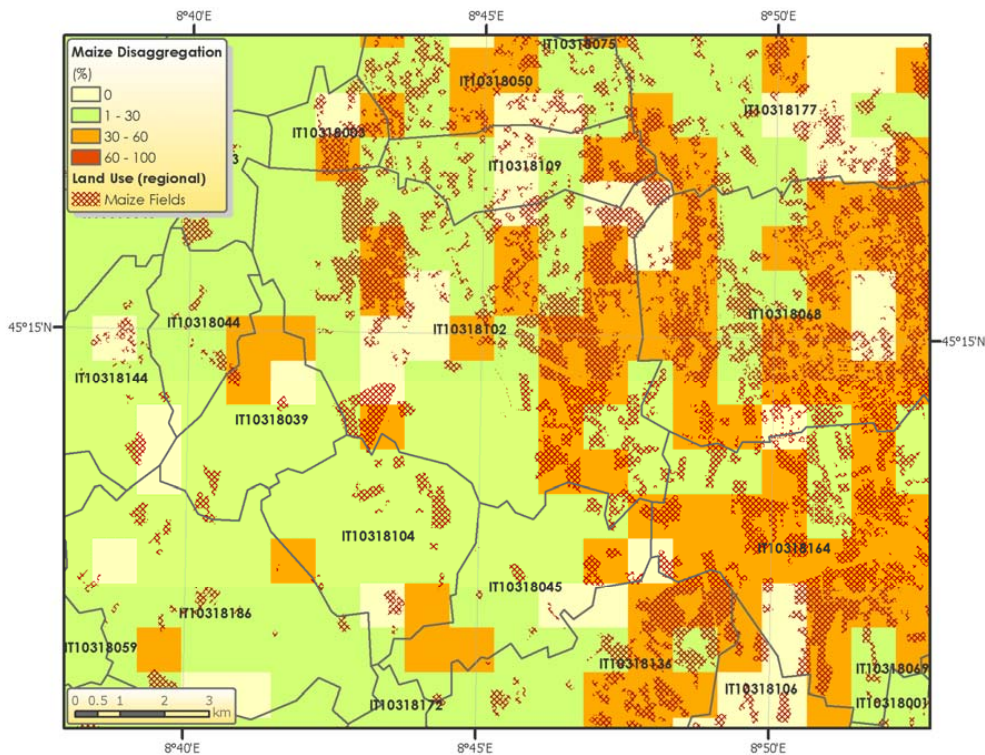 8°40'E 8°45'E 8°50'E
Maize Disaggregation
(%)
0
1 - 30
30 - 60
60 - 100
Land Use (regional)
Maize Fields
IT10318075
IT10318050
IT10318177
IT10318003
3
IT10318109
IT10318044
IT10318102
IT10318068
45°15'N 45°15'N
IT10318144
IT10318039
IT10318104
IT10318164
IT10318045
IT10318186
IT10318059
IT10318136
IT10318069
IT10318106
IT10318172
IT10318001
0 0.5 1 2 3
km
8°40'E 8°45'E 8°50'E